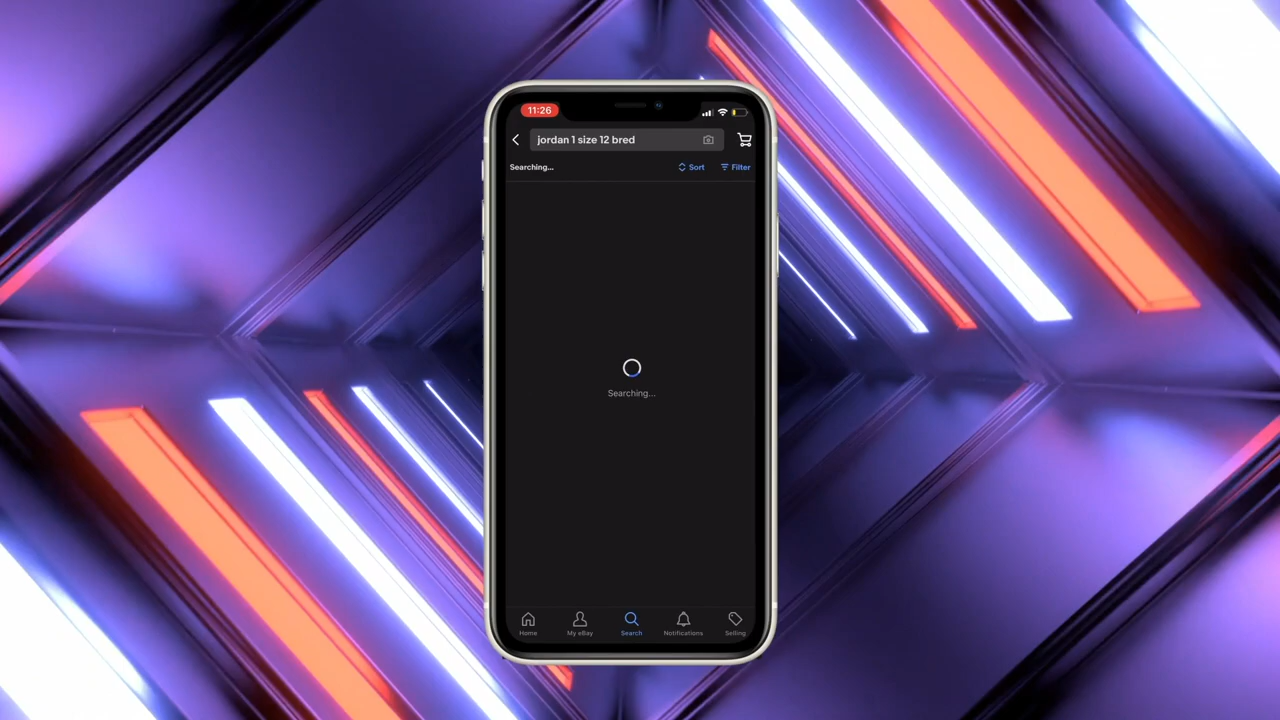 11:26
jordan 1 size 12 bred
Searching...
Sort
Filter
Searching...
Home
My eBay
Search
Notifications
Selling